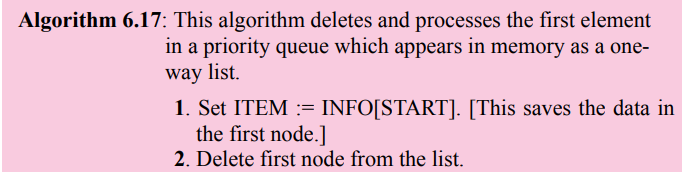 Algorithm 6.17: This algorithm deletes and processes the first element
in a priority queue which appears in memory as a one-
way list.
1. Set ITEM := INFO[START]. [This saves the data in
the first node.]
2. Delete first node from the list.